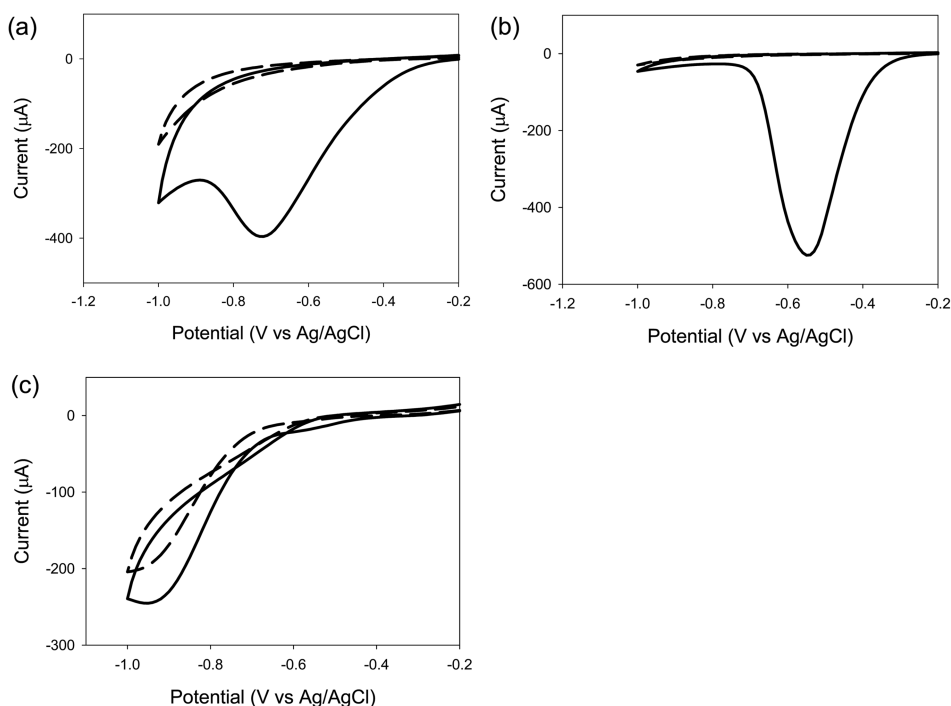 (a)
0
-200
-400
Current (μA)
-1.2 -1.0 -0.8 -0.6 -0.4 -0.2
Potential (V vs Ag/AgCl)
(b)
0
-200
-400
-600
Current (μA)
-1.2 -1.0 -0.8 -0.6 -0.4 -0.2
Potential (V vs Ag/AgCl)
(c)
0
-100
-200
-300
Current (μA)
-1.0 -0.8 -0.6 -0.4 -0.2
Potential (V vs Ag/AgCl)